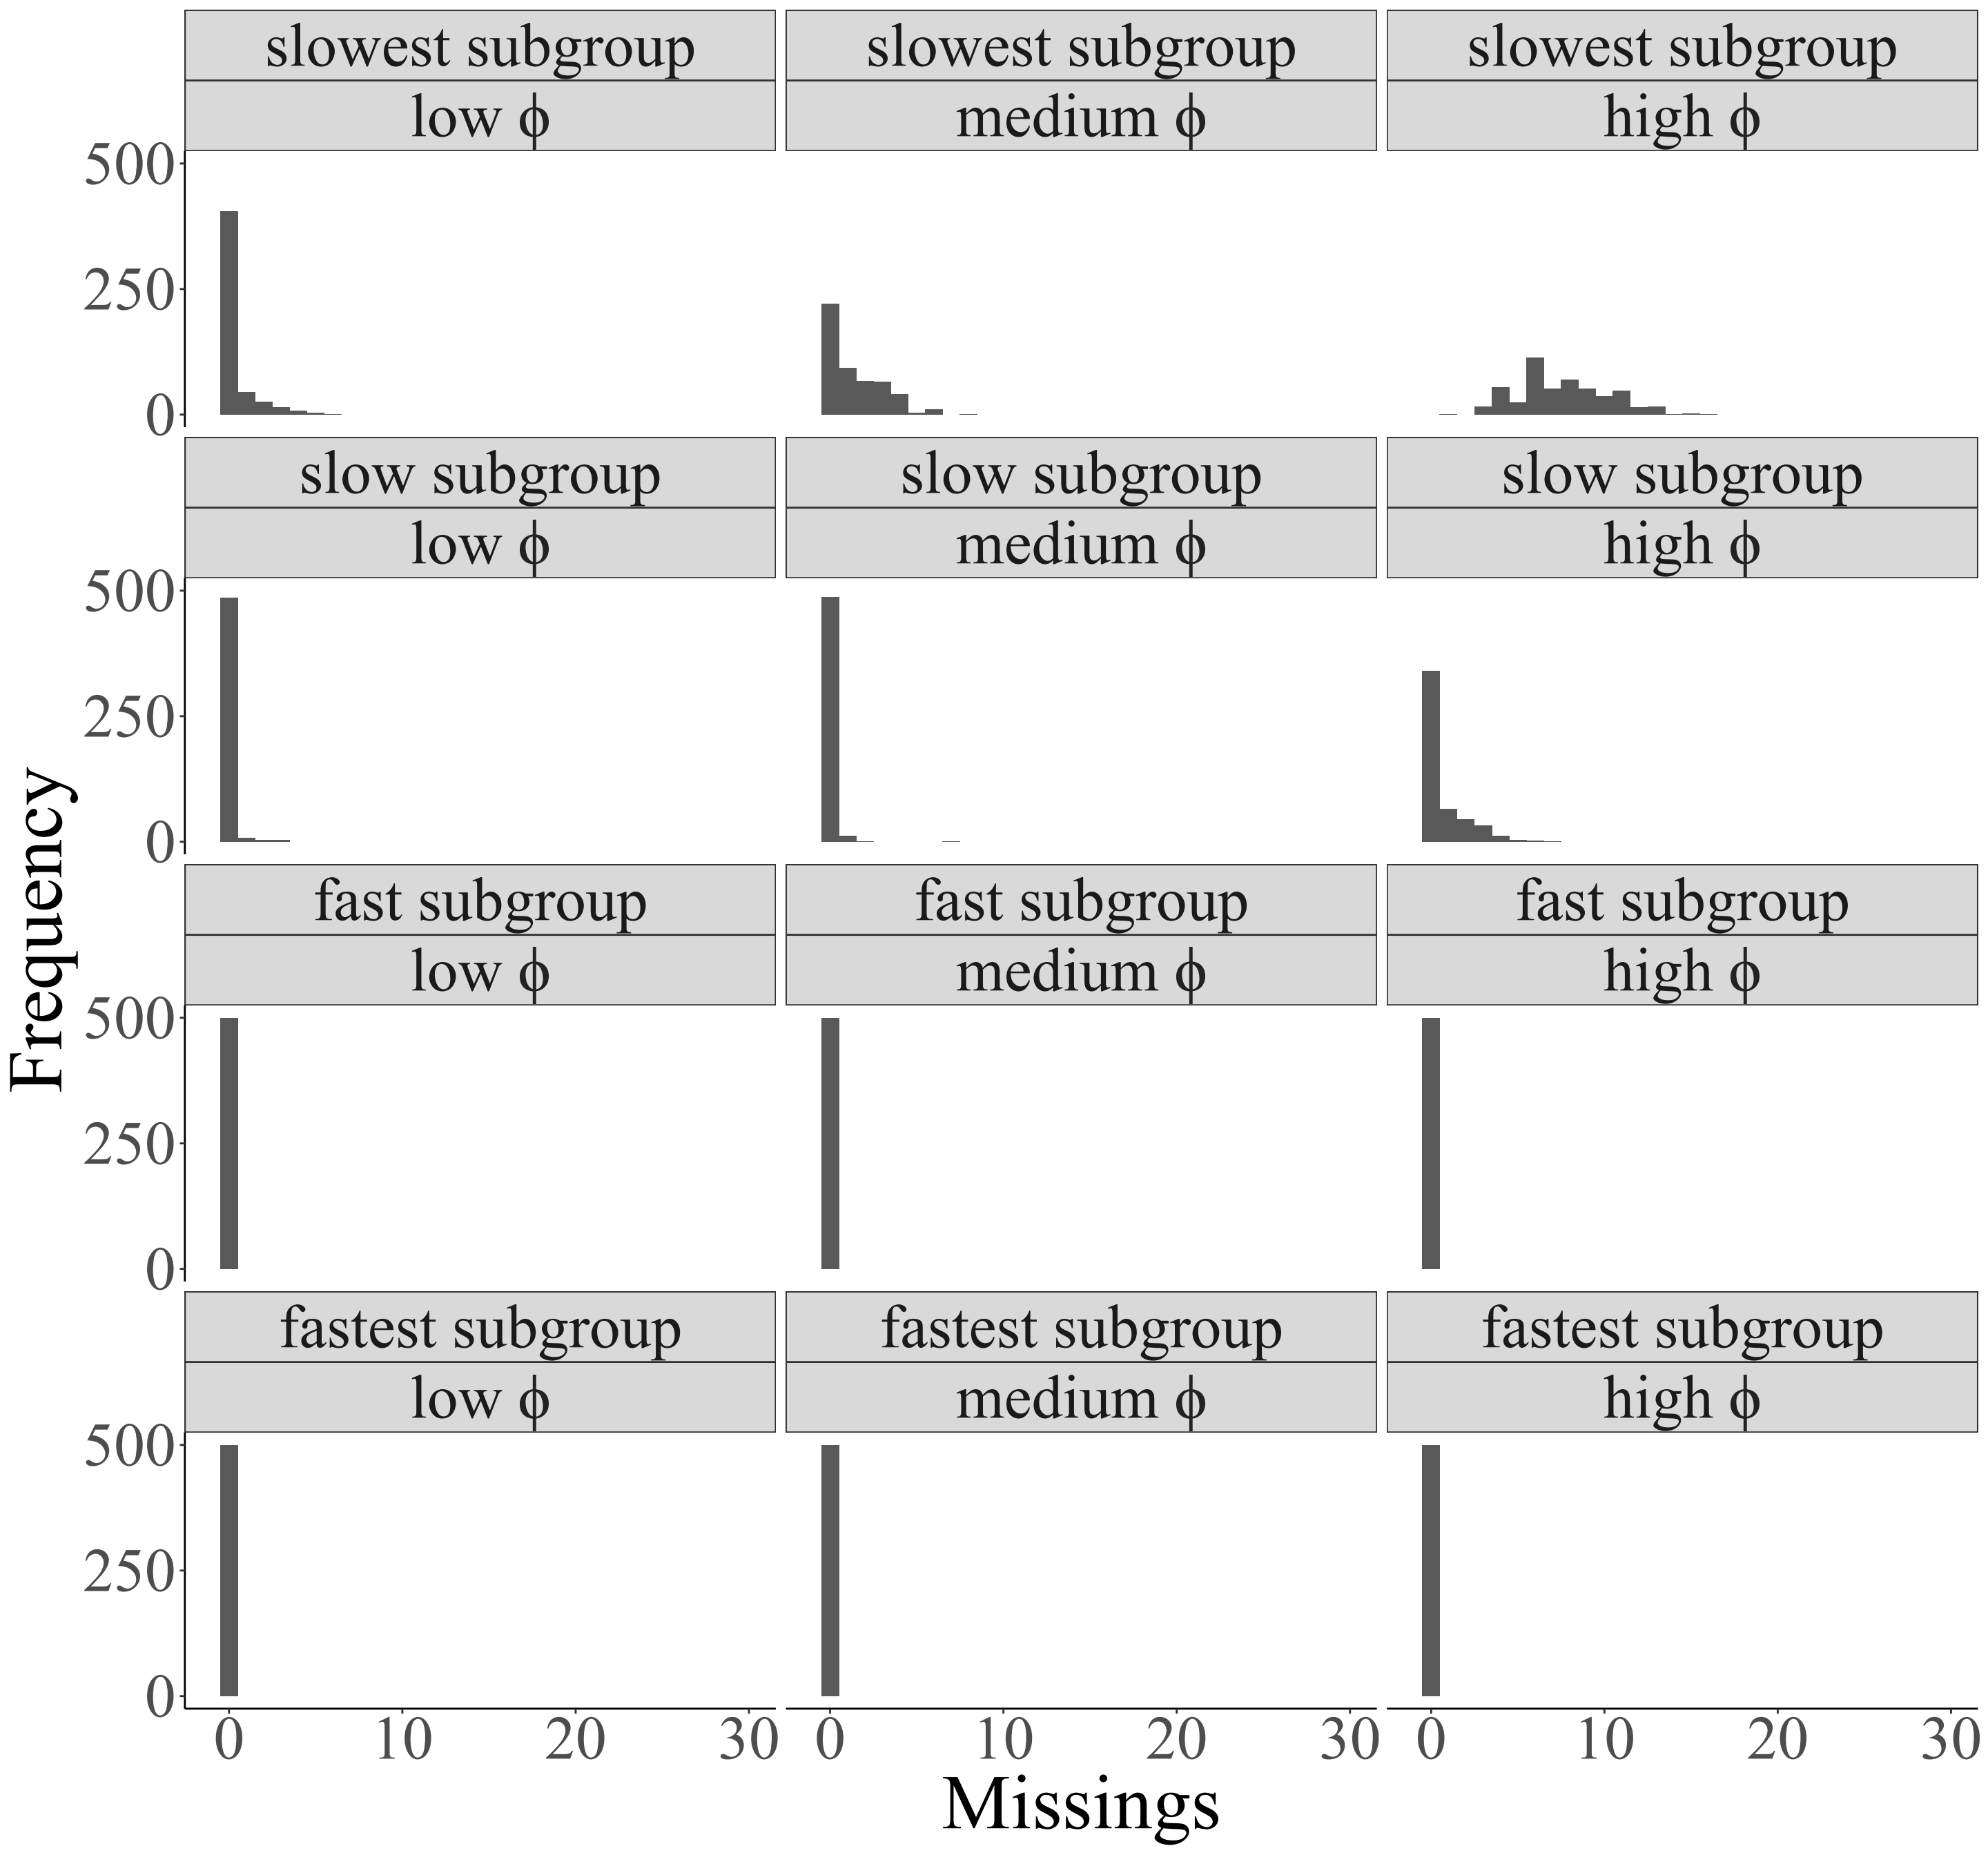 slowest subgroup slowest subgroup slowest subgroup
low ϕ medium ϕ high ϕ
500
250
0
slow subgroup slow subgroup slow subgroup
low ϕ medium ϕ high ϕ
500
250
0
fast subgroup fast subgroup fast subgroup
low ϕ medium ϕ high ϕ
500
250
0
fastest subgroup fastest subgroup fastest subgroup
low ϕ medium ϕ high ϕ
500
250
0
0 10 20 30 0 10 20 30 0 10 20 30
Missings
Frequency